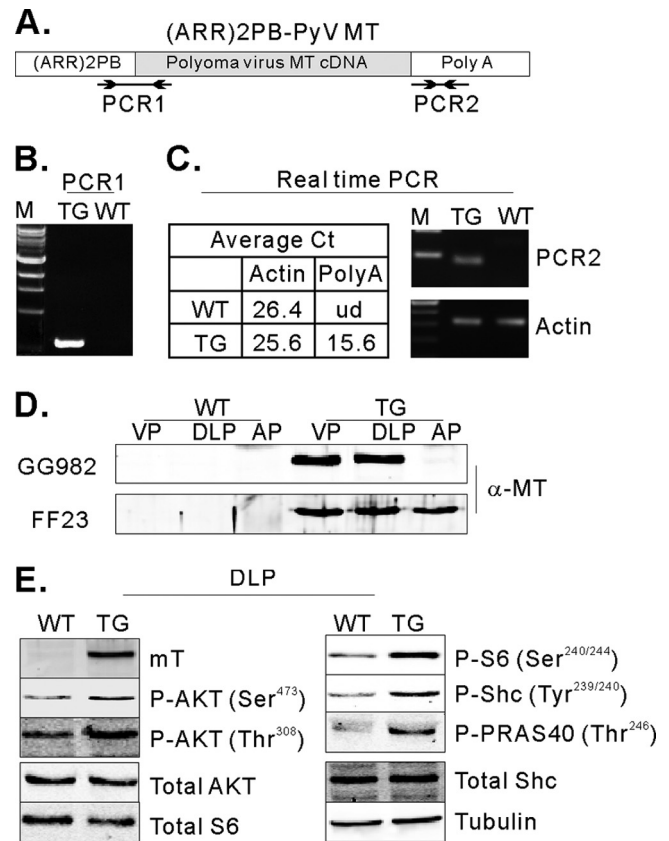 A.
(ARR)2PB-PyV MT
(ARR)2PB Polyoma virus MT cDNA Poly A
PCR1 PCR2
B.
PCR1
M TG WT
C.
Real time PCR
Average Ct
Actin PolyA
WT 26.4 ud
TG 25.6 15.6
M TG WT
PCR2
Actin
D.
WT TG
VP DLP AP VP DLP AP
GG982
FF23
α-MT
E.
DLP
WT TG
mT
P-AKT (Ser473)
P-AKT (Thr308)
Total AKT
Total S6
WT TG
P-S6 (Ser240/244)
P-Shc (Tyr239/240)
P-PRAS40 (Thr246)
Total Shc
Tubulin